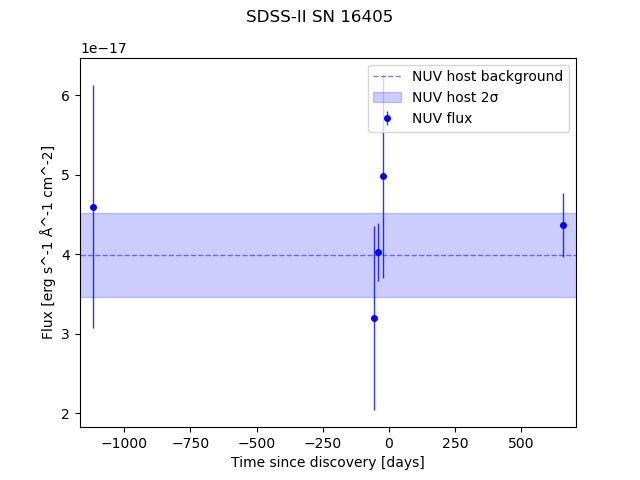 SDSS-II SN 16405
1e−17
NUV host background
NUV host 2σ
NUV flux
6
5
4
3
2
Flux [erg s^-1 Å^-1 cm^-2]
−1000 −750 −500 −250 0 250 500
Time since discovery [days]